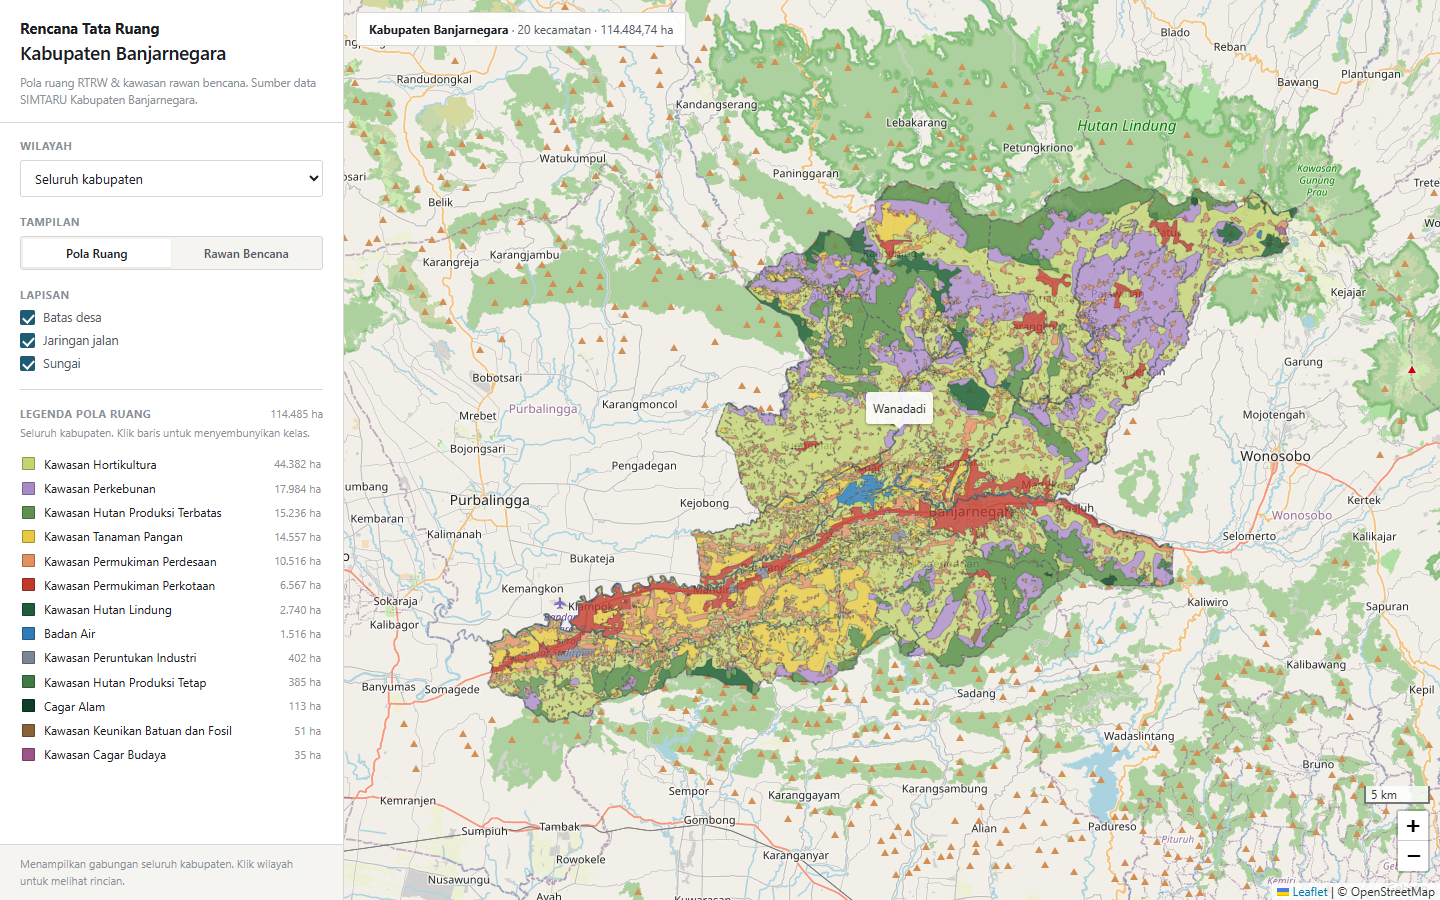 Rencana Tata Ruang
Kabupaten Banjarnegara
Pola ruang RTRW & kawasan rawan bencana. Sumber data
SIMTARU Kabupaten Banjarnegara.
WILAYAH
Seluruh kabupaten
TAMPILAN
Pola Ruang
Rawan Bencana
LAPISAN
Batas desa
Jaringan jalan
Sungai
LEGENDA POLA RUANG 114.485 ha
Seluruh kabupaten. Klik baris untuk menyembunyikan kelas.
Kawasan Hortikultura 44.382 ha
Kawasan Perkebunan 17.984 ha
Kawasan Hutan Produksi Terbatas 15.236 ha
Kawasan Tanaman Pangan 14.557 ha
Kawasan Permukiman Perdesaan 10.516 ha
Kawasan Permukiman Perkotaan 6.567 ha
Kawasan Hutan Lindung 2.740 ha
Badan Air 1.516 ha
Kawasan Peruntukan Industri 402 ha
Kawasan Hutan Produksi Tetap 385 ha
Cagar Alam 113 ha
Kawasan Keunikan Batuan dan Fosil 51 ha
Kawasan Cagar Budaya 35 ha
Menampilkan gabungan seluruh kabupaten. Klik wilayah
untuk melihat rincian.
Kabupaten Banjarnegara · 20 kecamatan · 114.484,74 ha
Blado
Reban
Bawang
Plantungan
Randudongkal
Kandangserang
Lebakarang
Hutan Lindung
Petungkriono
Watukumpul
Paninggaran
Kawasan
Gunung
Prau
Belik
Karangreja
Karangjambu
Kejajar
Garung
Bobotsari
Mrebet
Purbalingga
Karangmoncol
Wanadadi
Mojotengah
Bojongsari
Pengadegan
Wonosobo
Purbalingga
Kejobong
Kertek
Kembaran
Banjarnegara
Wonosobo
Kalimanah
Selomerto
Kalikajar
Bukateja
Kemangkon
Sokaraja
Klampok
Mandiraja
Kaliwiro
Sapuran
Kalibagor
Kalibawang
Banyumas
Somagede
Sadang
Kepil
Wadaslintang
Bruno
Sempor
Karanggayam
Karangsambung
Kemranjen
5 km
Sumpiuh
Tambak
Gombong
Alian
Padureso
Pituruh
Rowokele
Karanganyar
Nusawungu
Ayah
Kuwarasan
Kemiri
+
−
Leaflet | © OpenStreetMap